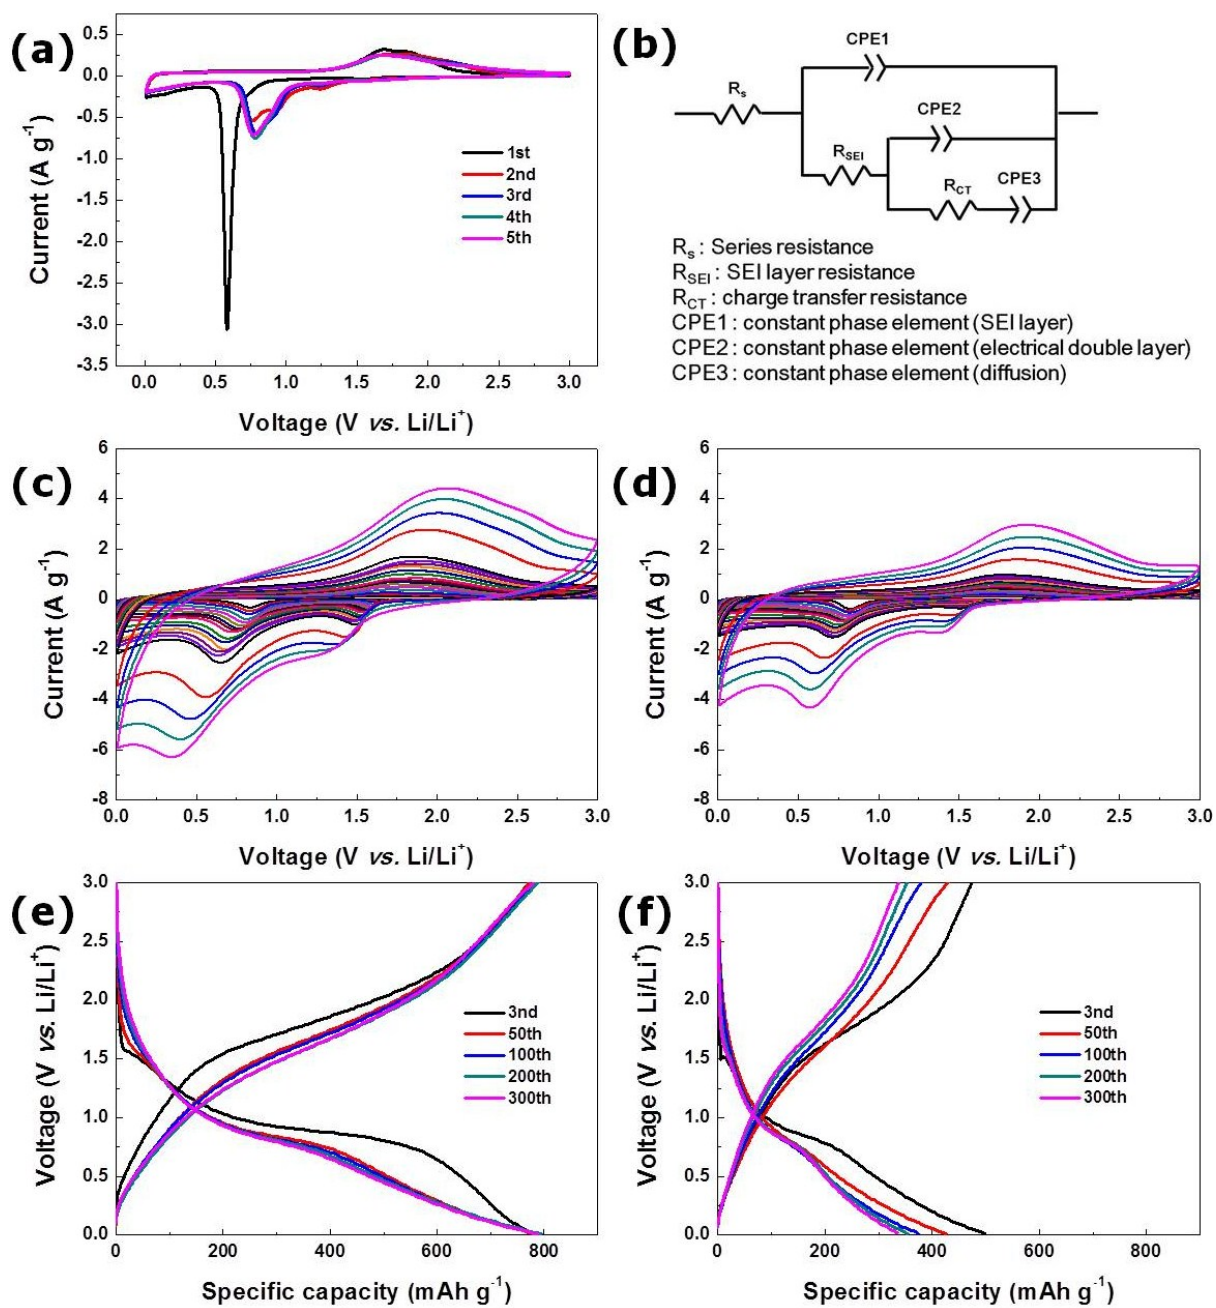 (a)
0.5
0.0
-0.5
-1.0
-1.5
-2.0
-2.5
-3.0
-3.5
Current (A g⁻¹)
1st
2nd
3rd
4th
5th
0.0 0.5 1.0 1.5 2.0 2.5 3.0
Voltage (V vs. Li/Li⁺)
(b)
CPE1
Rs
CPE2
RSEI
RCT
CPE3
Rs : Series resistance
RSEI : SEI layer resistance
RCT : charge transfer resistance
CPE1 : constant phase element (SEI layer)
CPE2 : constant phase element (electrical double layer)
CPE3 : constant phase element (diffusion)
(c)
6
4
2
0
-2
-4
-6
-8
Current (A g⁻¹)
0.0 0.5 1.0 1.5 2.0 2.5 3.0
Voltage (V vs. Li/Li⁺)
(d)
6
4
2
0
-2
-4
-6
-8
Current (A g⁻¹)
0.0 0.5 1.0 1.5 2.0 2.5 3.0
Voltage (V vs. Li/Li⁺)
(e)
3.0
2.5
2.0
1.5
1.0
0.5
0.0
Voltage (V vs. Li/Li⁺)
3nd
50th
100th
200th
300th
0 200 400 600 800
Specific capacity (mAh g⁻¹)
(f)
3.0
2.5
2.0
1.5
1.0
0.5
0.0
Voltage (V vs. Li/Li⁺)
3nd
50th
100th
200th
300th
0 200 400 600 800
Specific capacity (mAh g⁻¹)